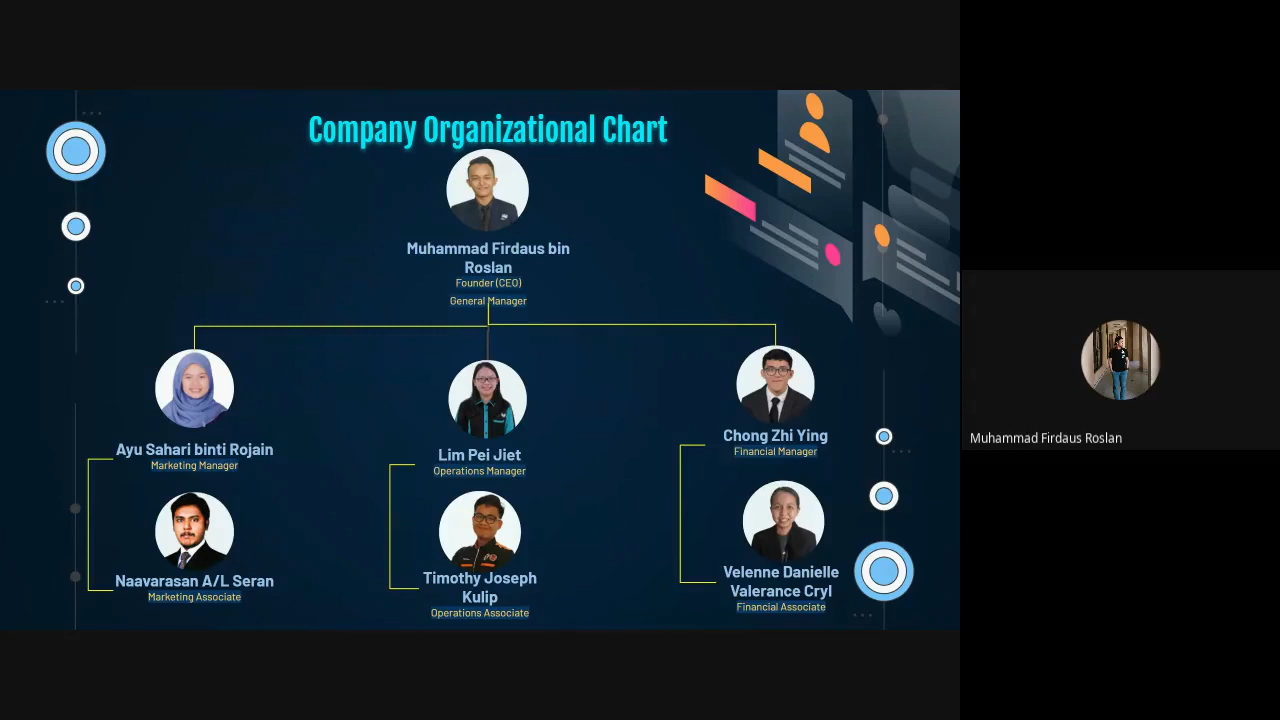 Company Organizational Chart
Muhammad Firdaus bin
Roslan
Founder (CEO)
General Manager
Ayu Sahari binti Rojain
Marketing Manager
Lim Pei Jiet
Operations Manager
Chong Zhi Ying
Financial Manager
Naavarasan A/L Seran
Marketing Associate
Timothy Joseph
Kulip
Operations Associate
Velenne Danielle
Valerance Cryl
Financial Associate
Muhammad Firdaus Roslan